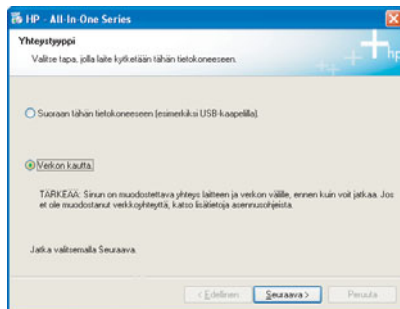 HP - All-In-One Series
Yhteystyyppi
Valitse tapa, jolla laite kytketään tähän tietokoneeseen.
hp
Suoraan tähän tietokoneeseen (esimerkiksi USB-kaapelilla).
Verkon kautta.
TÄRKEÄÄ: Sinun on muodostettava yhteys laitteen ja verkon välille, ennen kuin voit jatkaa. Jos
et ole muodostanut verkkoyhteyttä, katso lisätietoja asennusohjeista.
Jatka valitsemalla Seuraava.
< Edellinen Seuraava > Peruuta